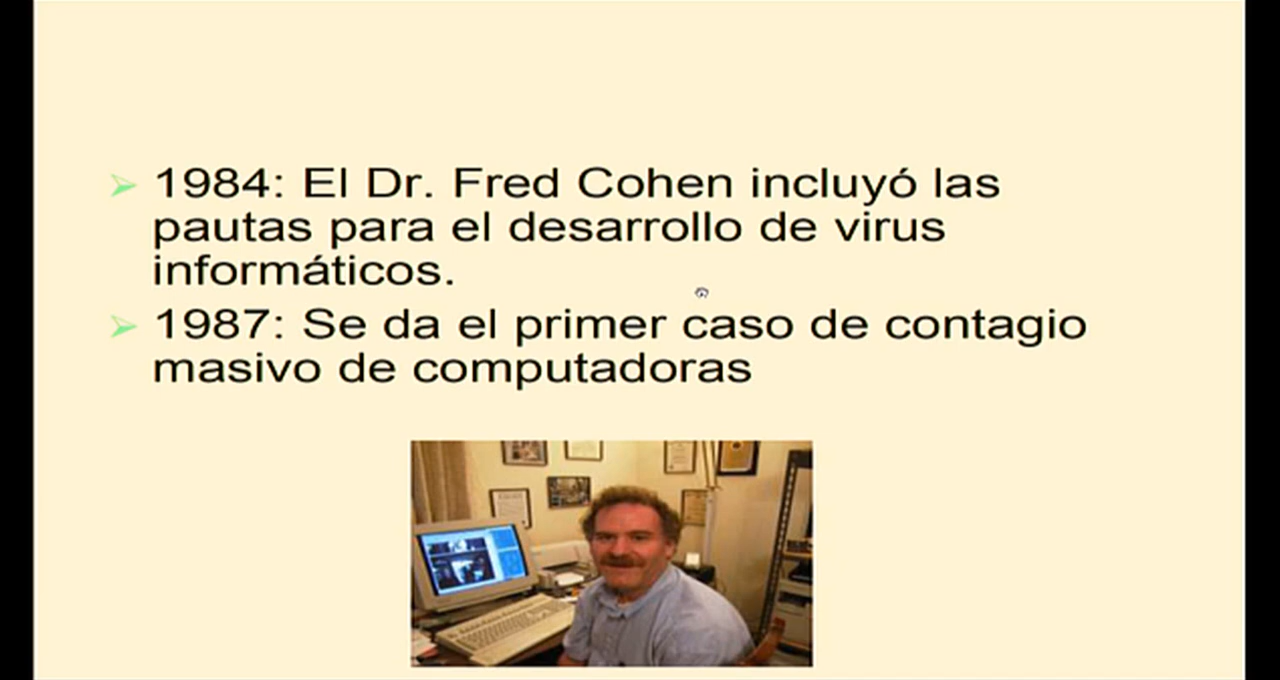 1984: El Dr. Fred Cohen incluyó las
pautas para el desarrollo de virus
informáticos.
1987: Se da el primer caso de contagio
masivo de computadoras